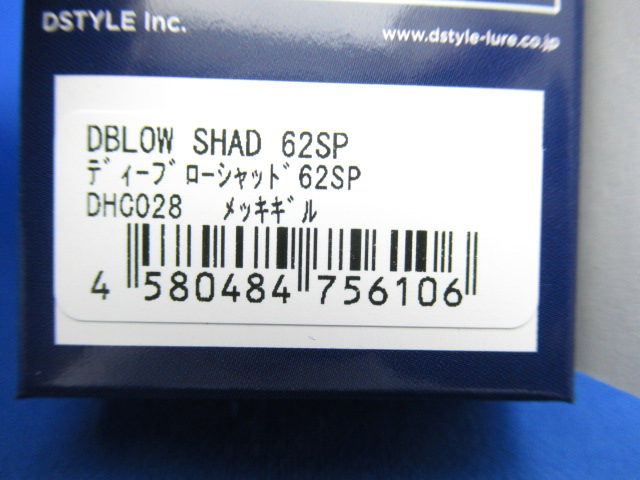 DSTYLE Inc.
www.dstyle-lure.co.jp
DBLOW SHAD 62SP
ディーブローシャッド62SP
DHC028 メッキギル
4 580484 756106